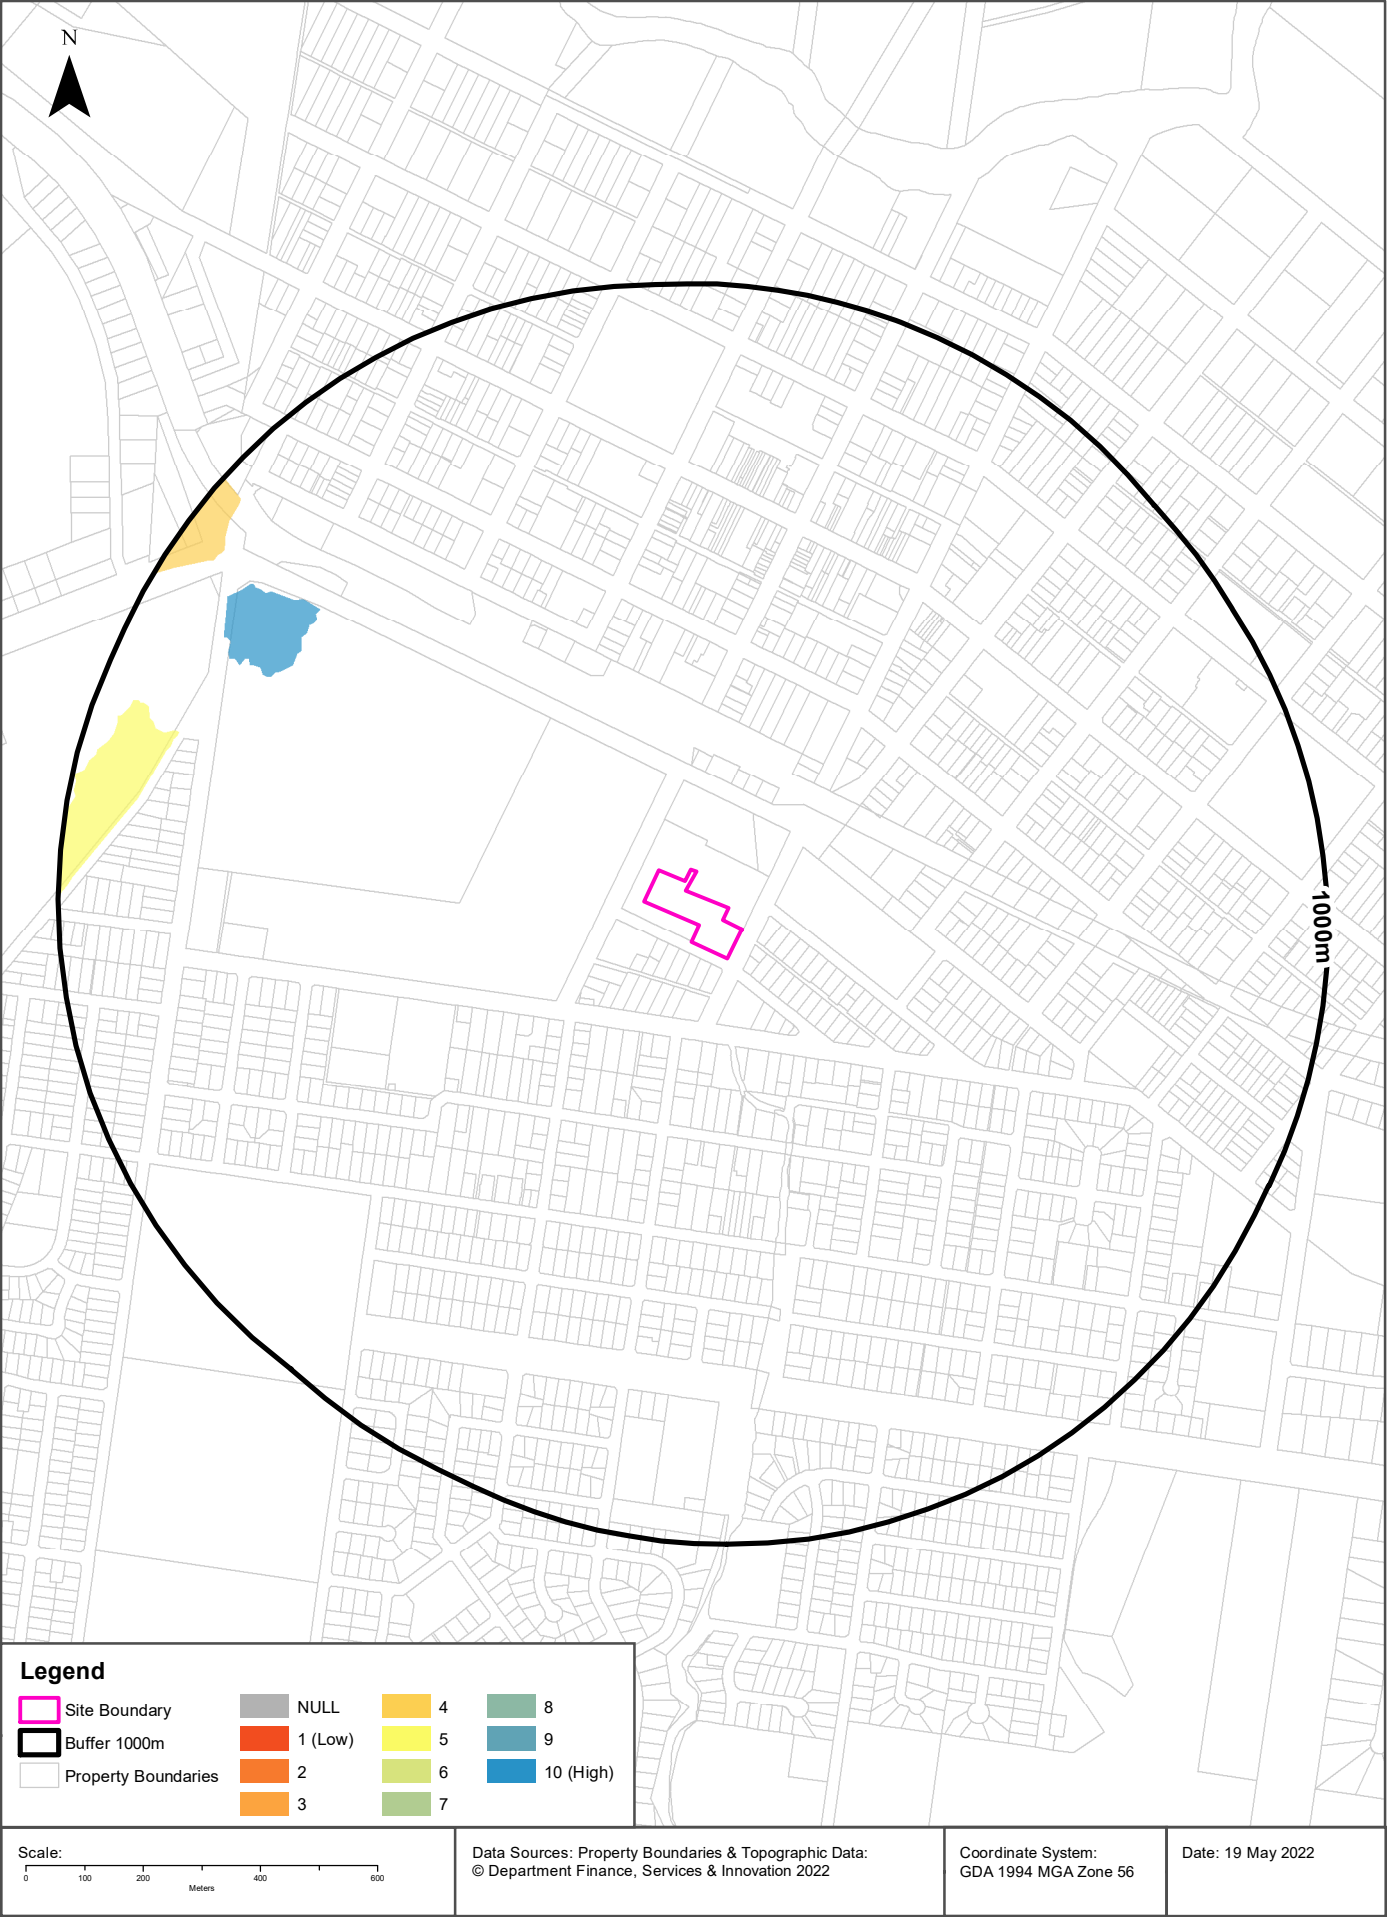 N
1000m
Legend
Site Boundary
Buffer 1000m
Property Boundaries
NULL
1 (Low)
2
3
4
5
6
7
8
9
10 (High)
Scale:
0 100 200 400 600
Meters
Data Sources: Property Boundaries & Topographic Data:
© Department Finance, Services & Innovation 2022
Coordinate System:
GDA 1994 MGA Zone 56
Date: 19 May 2022